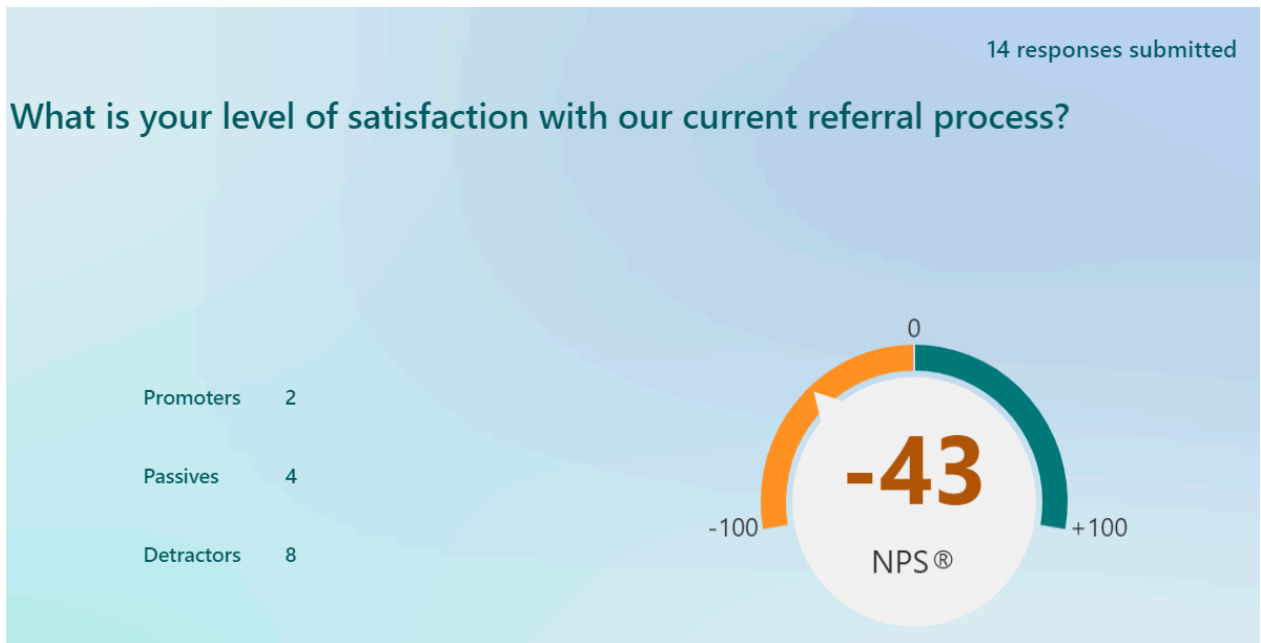 14 responses submitted
What is your level of satisfaction with our current referral process?
Promoters 2
Passives 4
Detractors 8
0
-100
+100
-43
NPS®